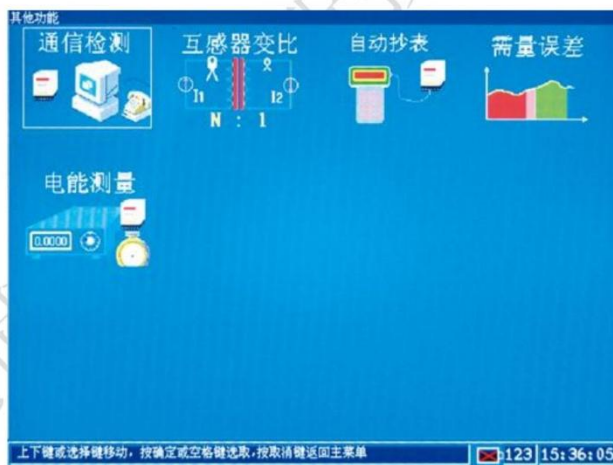 其他功能
通信检测
互感器变比
自动抄表
需量误差
I1
I2
N : 1
电能测量
0.0000
上下键或选择键移动，按确定或空格键选取，按取消键返回主菜单
123
15:36:05